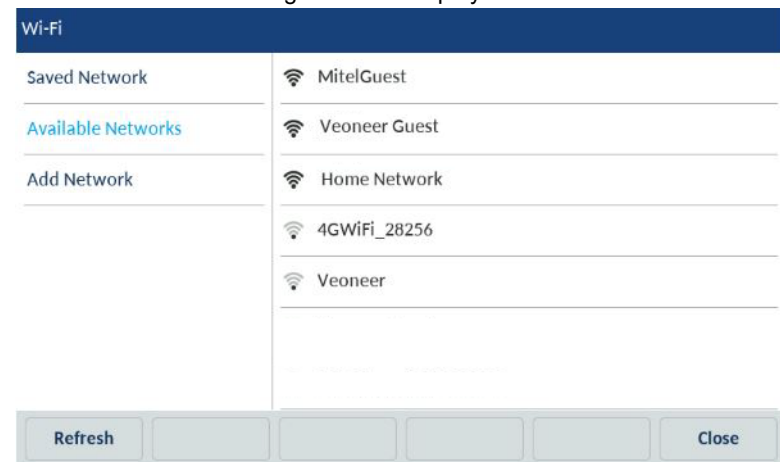 Wi-Fi
Saved Network
Available Networks
Add Network
MitelGuest
Veoneer Guest
Home Network
4GWiFi_28256
Veoneer
Refresh
Close